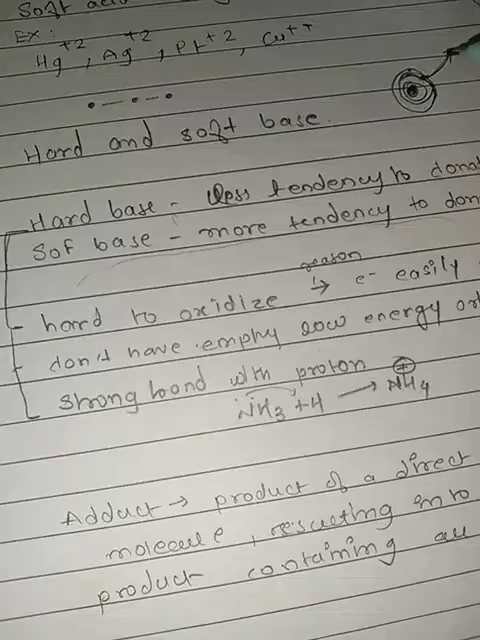 Soft acid
EX:
Hg+2, Ag+2, Pt+2, Cu++
Hard and soft base.
Hard base - less tendency to donat
Sof base - more tendency to don
reason
hard to oxidize → e- easily
don't have empty low energy or
strong bond with proton
NH3 + H → NH4 +
Adduct → product of a direct
molecule, resulting into
product containing all